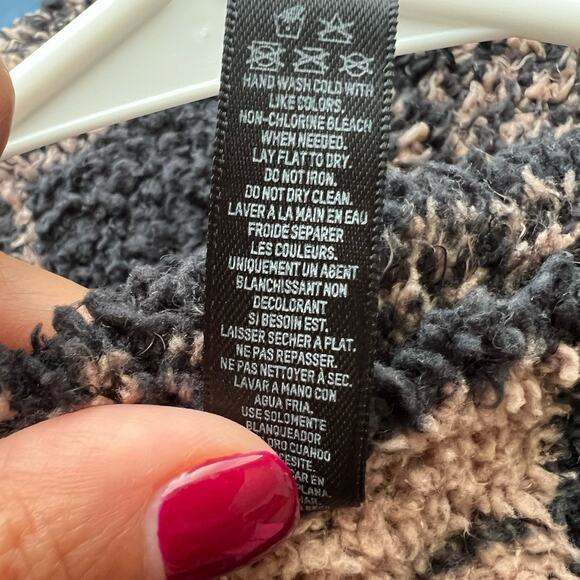 HAND WASH COLD WITH
LIKE COLORS.
NON-CHLORINE BLEACH
WHEN NEEDED.
LAY FLAT TO DRY.
DO NOT IRON.
DO NOT DRY CLEAN.
LAVER A LA MAIN EN EAU
FROIDE SEPARER
LES COULEURS.
UNIQUEMENT UN AGENT
BLANCHISSANT NON
DECOLORANT
SI BESOIN EST.
LAISSER SECHER A PLAT.
NE PAS REPASSER.
NE PAS NETTOYER À SEC.
LAVAR A MANO CON
AGUA FRIA.
USE SOLOMENTE
BLANQUEADOR
CUANDO